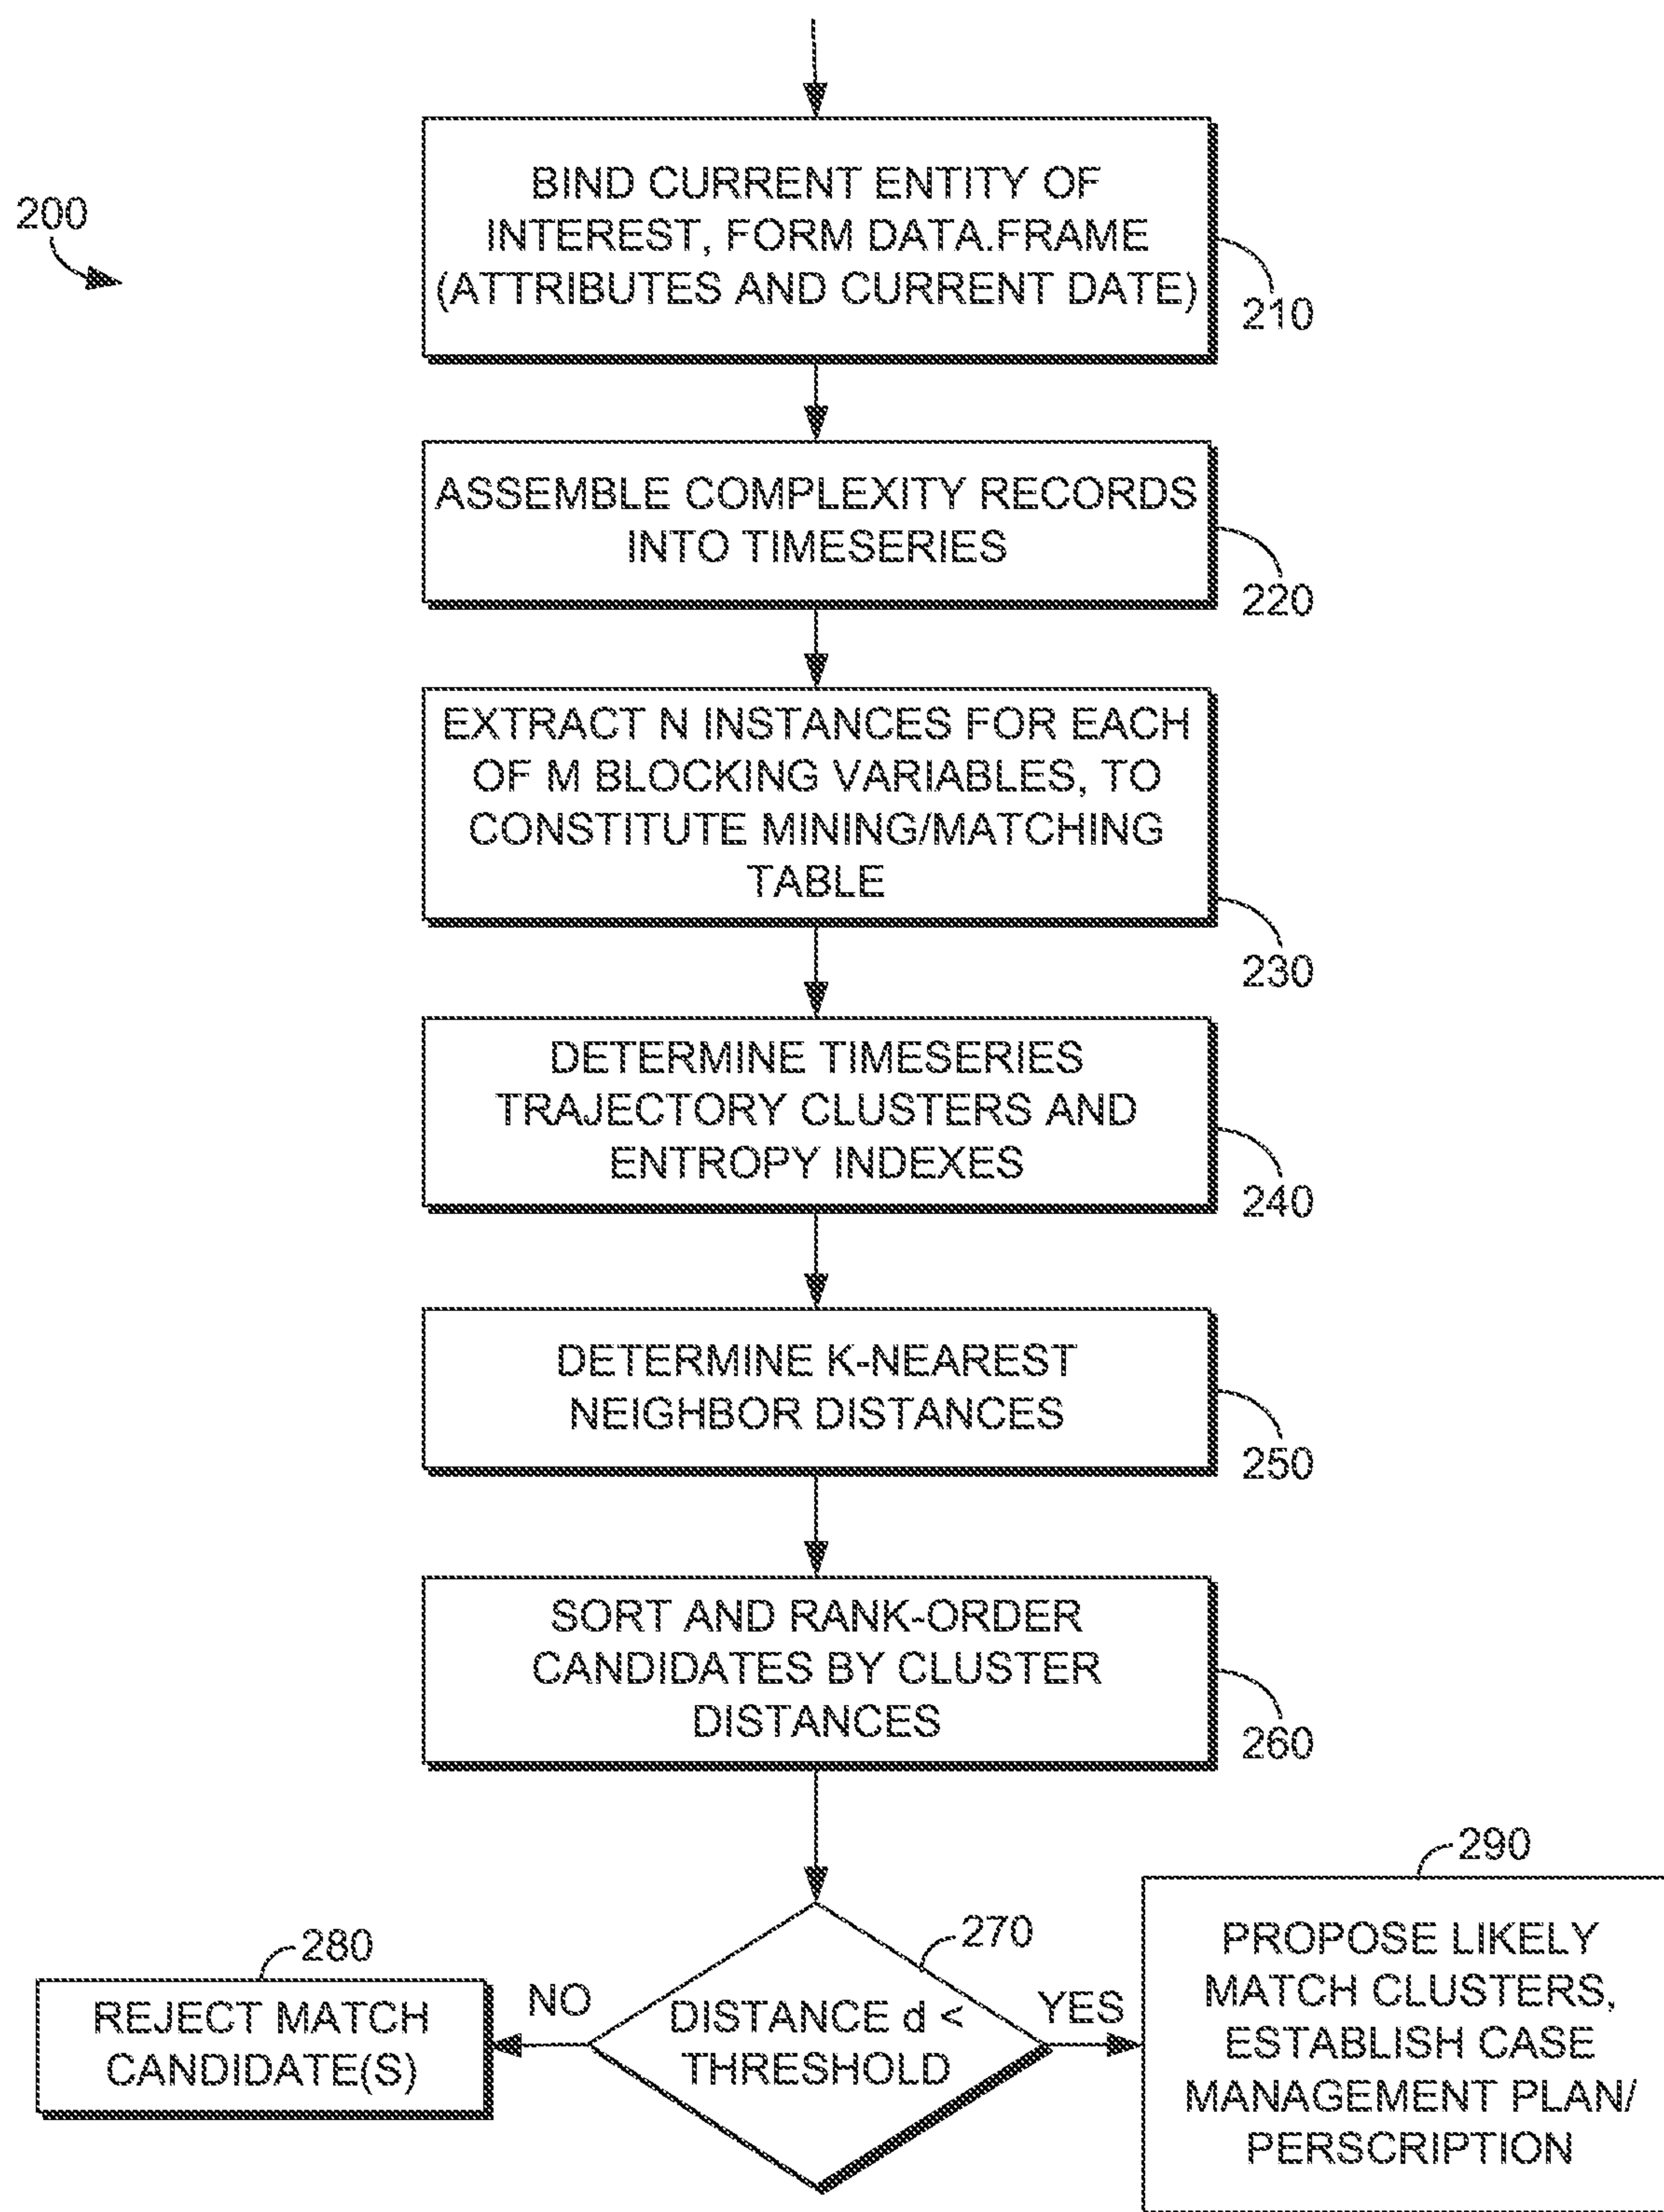 200
BIND CURRENT ENTITY OF
INTEREST, FORM DATA.FRAME
(ATTRIBUTES AND CURRENT DATE)
210
ASSEMBLE COMPLEXITY RECORDS
INTO TIMESERIES
220
EXTRACT N INSTANCES FOR EACH
OF M BLOCKING VARIABLES, TO
CONSTITUTE MINING/MATCHING
TABLE
230
DETERMINE TIMESERIES
TRAJECTORY CLUSTERS AND
ENTROPY INDEXES
240
DETERMINE K-NEAREST
NEIGHBOR DISTANCES
250
SORT AND RANK-ORDER
CANDIDATES BY CLUSTER
DISTANCES
260
270
DISTANCE d <
THRESHOLD
NO
280
REJECT MATCH
CANDIDATE(S)
YES
290
PROPOSE LIKELY
MATCH CLUSTERS,
ESTABLISH CASE
MANAGEMENT PLAN/
PERSCRIPTION